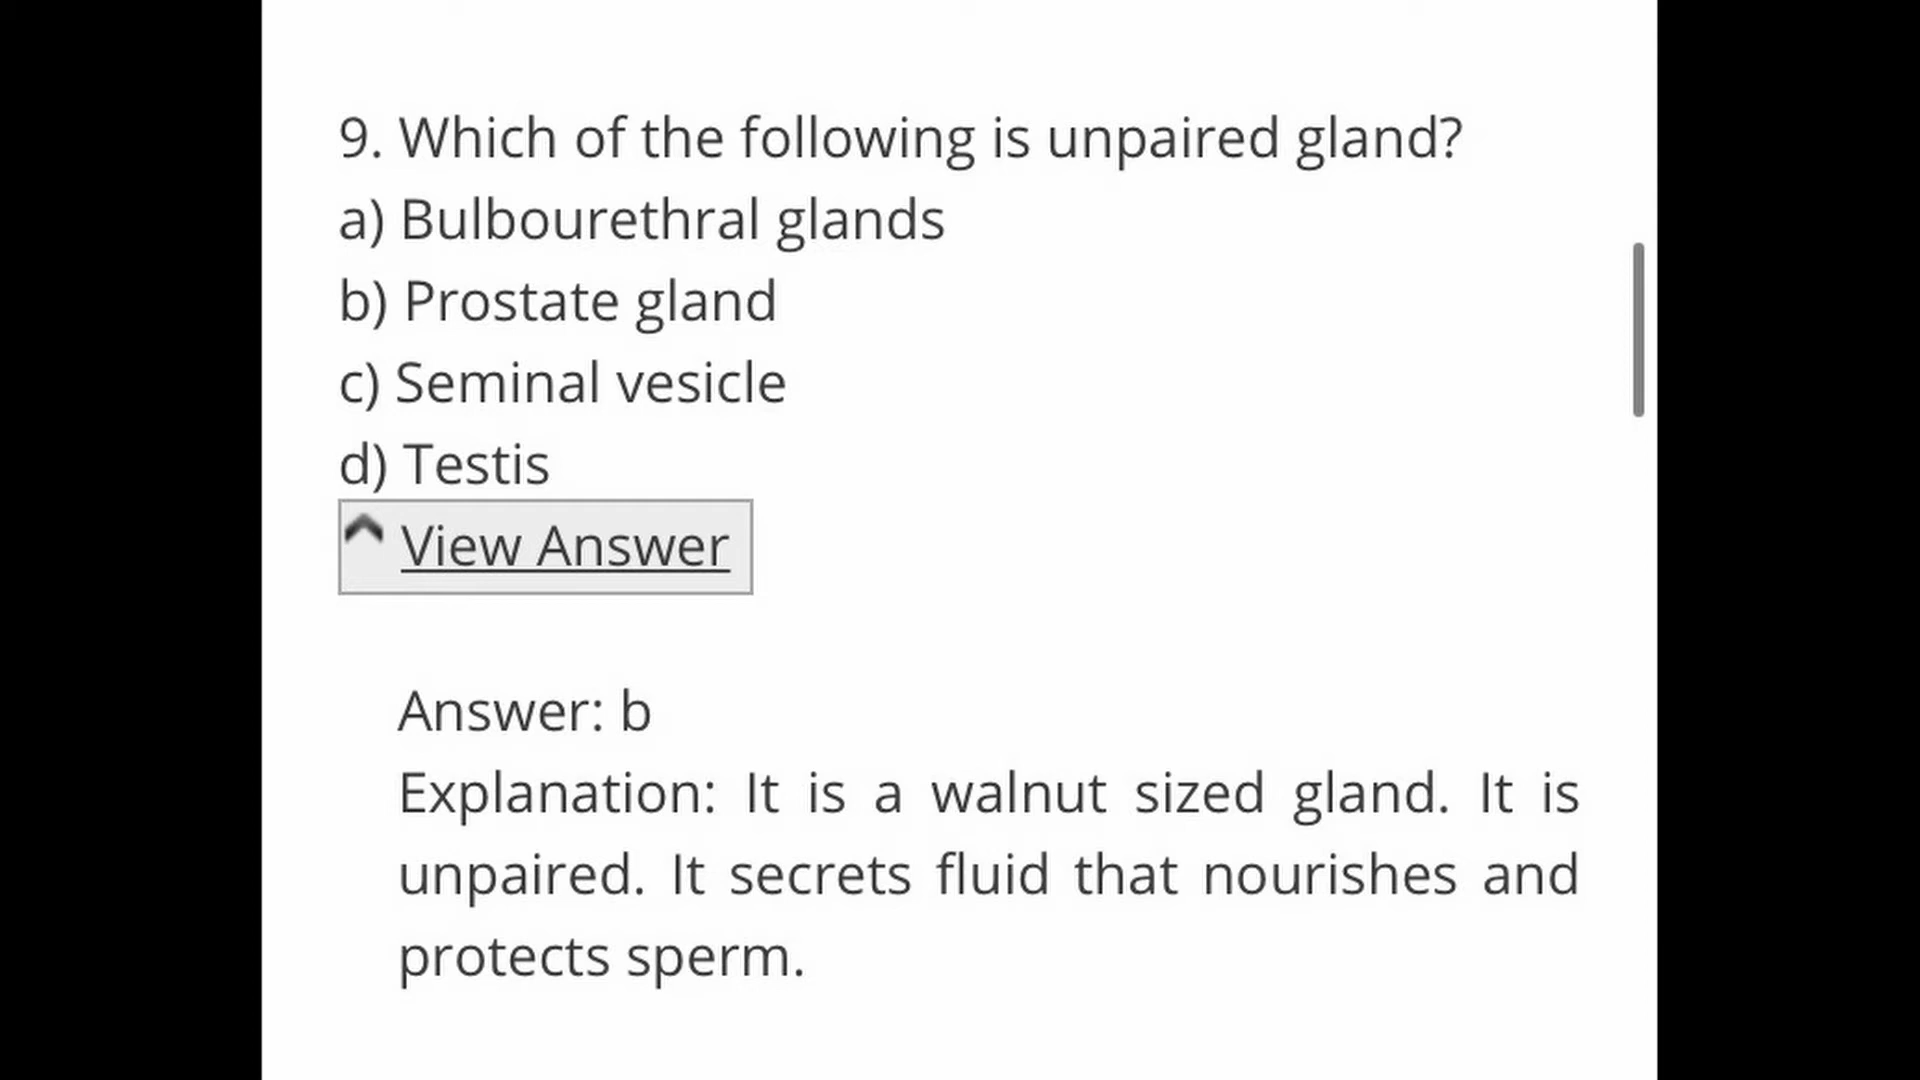 9. Which of the following is unpaired gland?
a) Bulbourethral glands
b) Prostate gland
c) Seminal vesicle
d) Testis
View Answer
Answer: b
Explanation: It is a walnut sized gland. It is
unpaired. It secrets fluid that nourishes and
protects sperm.